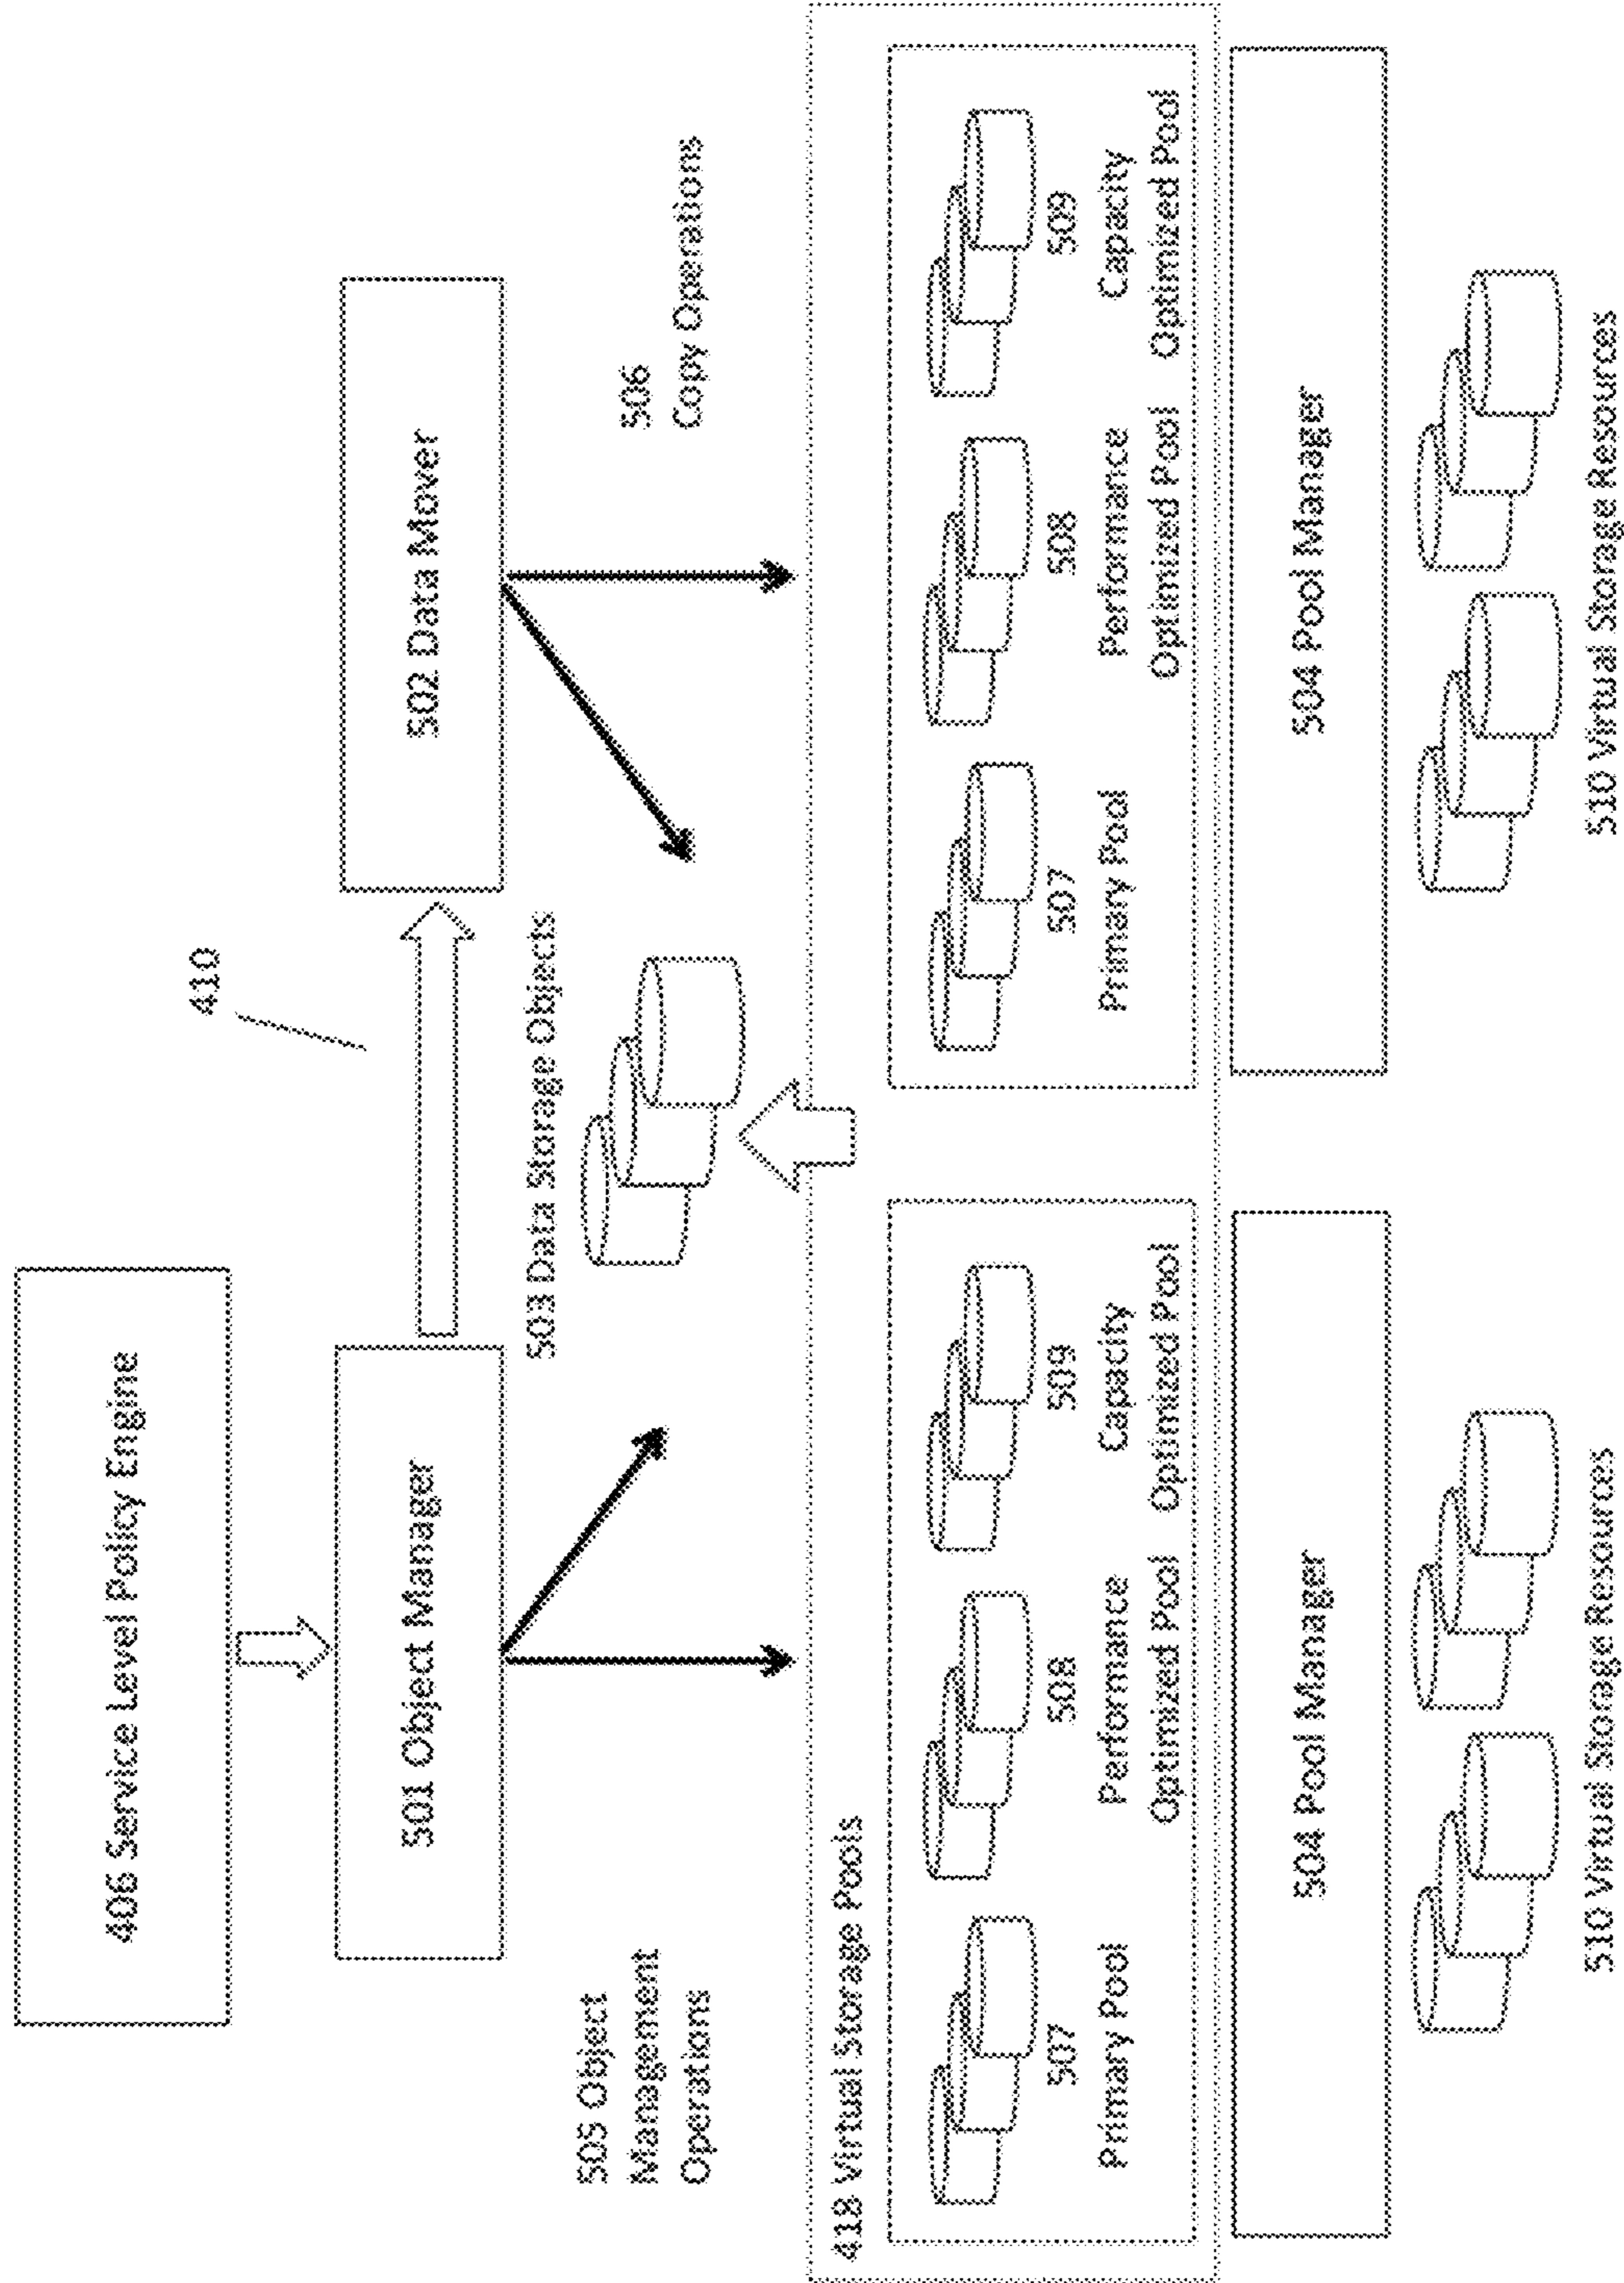 406 Service Level Policy Engine
410
501 Object Manager
502 Data Mover
503 Data Storage Objects
505 Object
Management
Operations
506
Copy Operations
418 Virtual Storage Pools
507
Primary Pool
508
Performance
Optimized Pool
509
Capacity
Optimized Pool
507
Primary Pool
508
Performance
Optimized Pool
509
Capacity
Optimized Pool
504 Pool Manager
504 Pool Manager
510 Virtual Storage Resources
510 Virtual Storage Resources